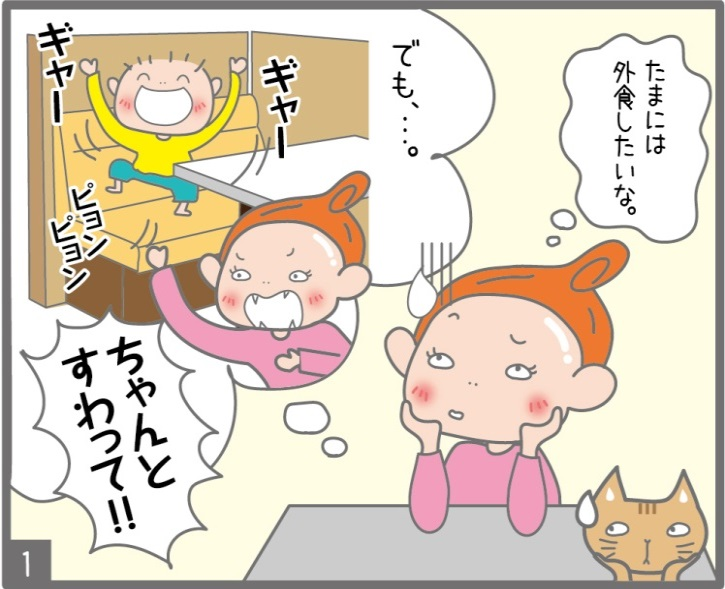 たまには
外食したいな。
でも、…。
ギャー
ギャー
ピョン
ピョン
ちゃんと
すわって!!
1